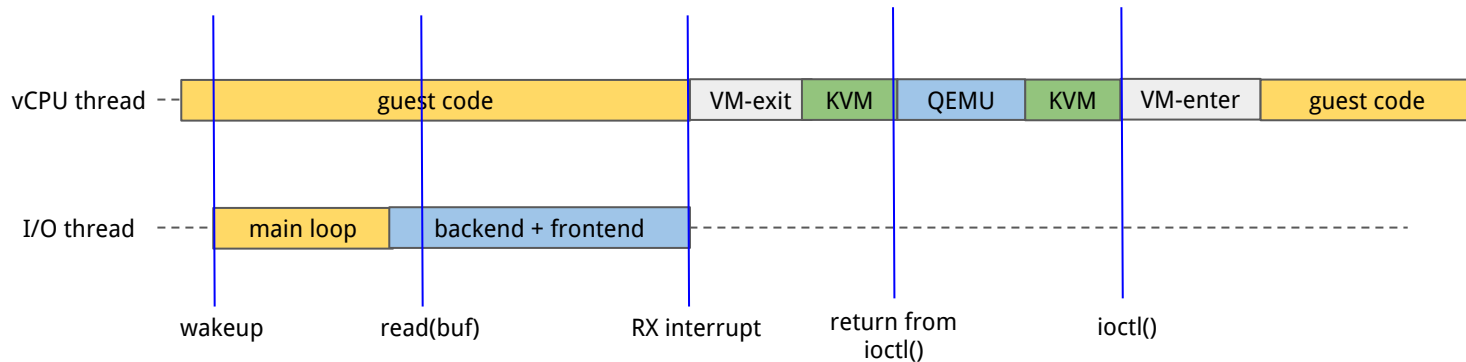 vCPU thread
guest code
VM-exit
KVM
QEMU
KVM
VM-enter
guest code
I/O thread
main loop
backend + frontend
wakeup
read(buf)
RX interrupt
return from
ioctl()
ioctl()